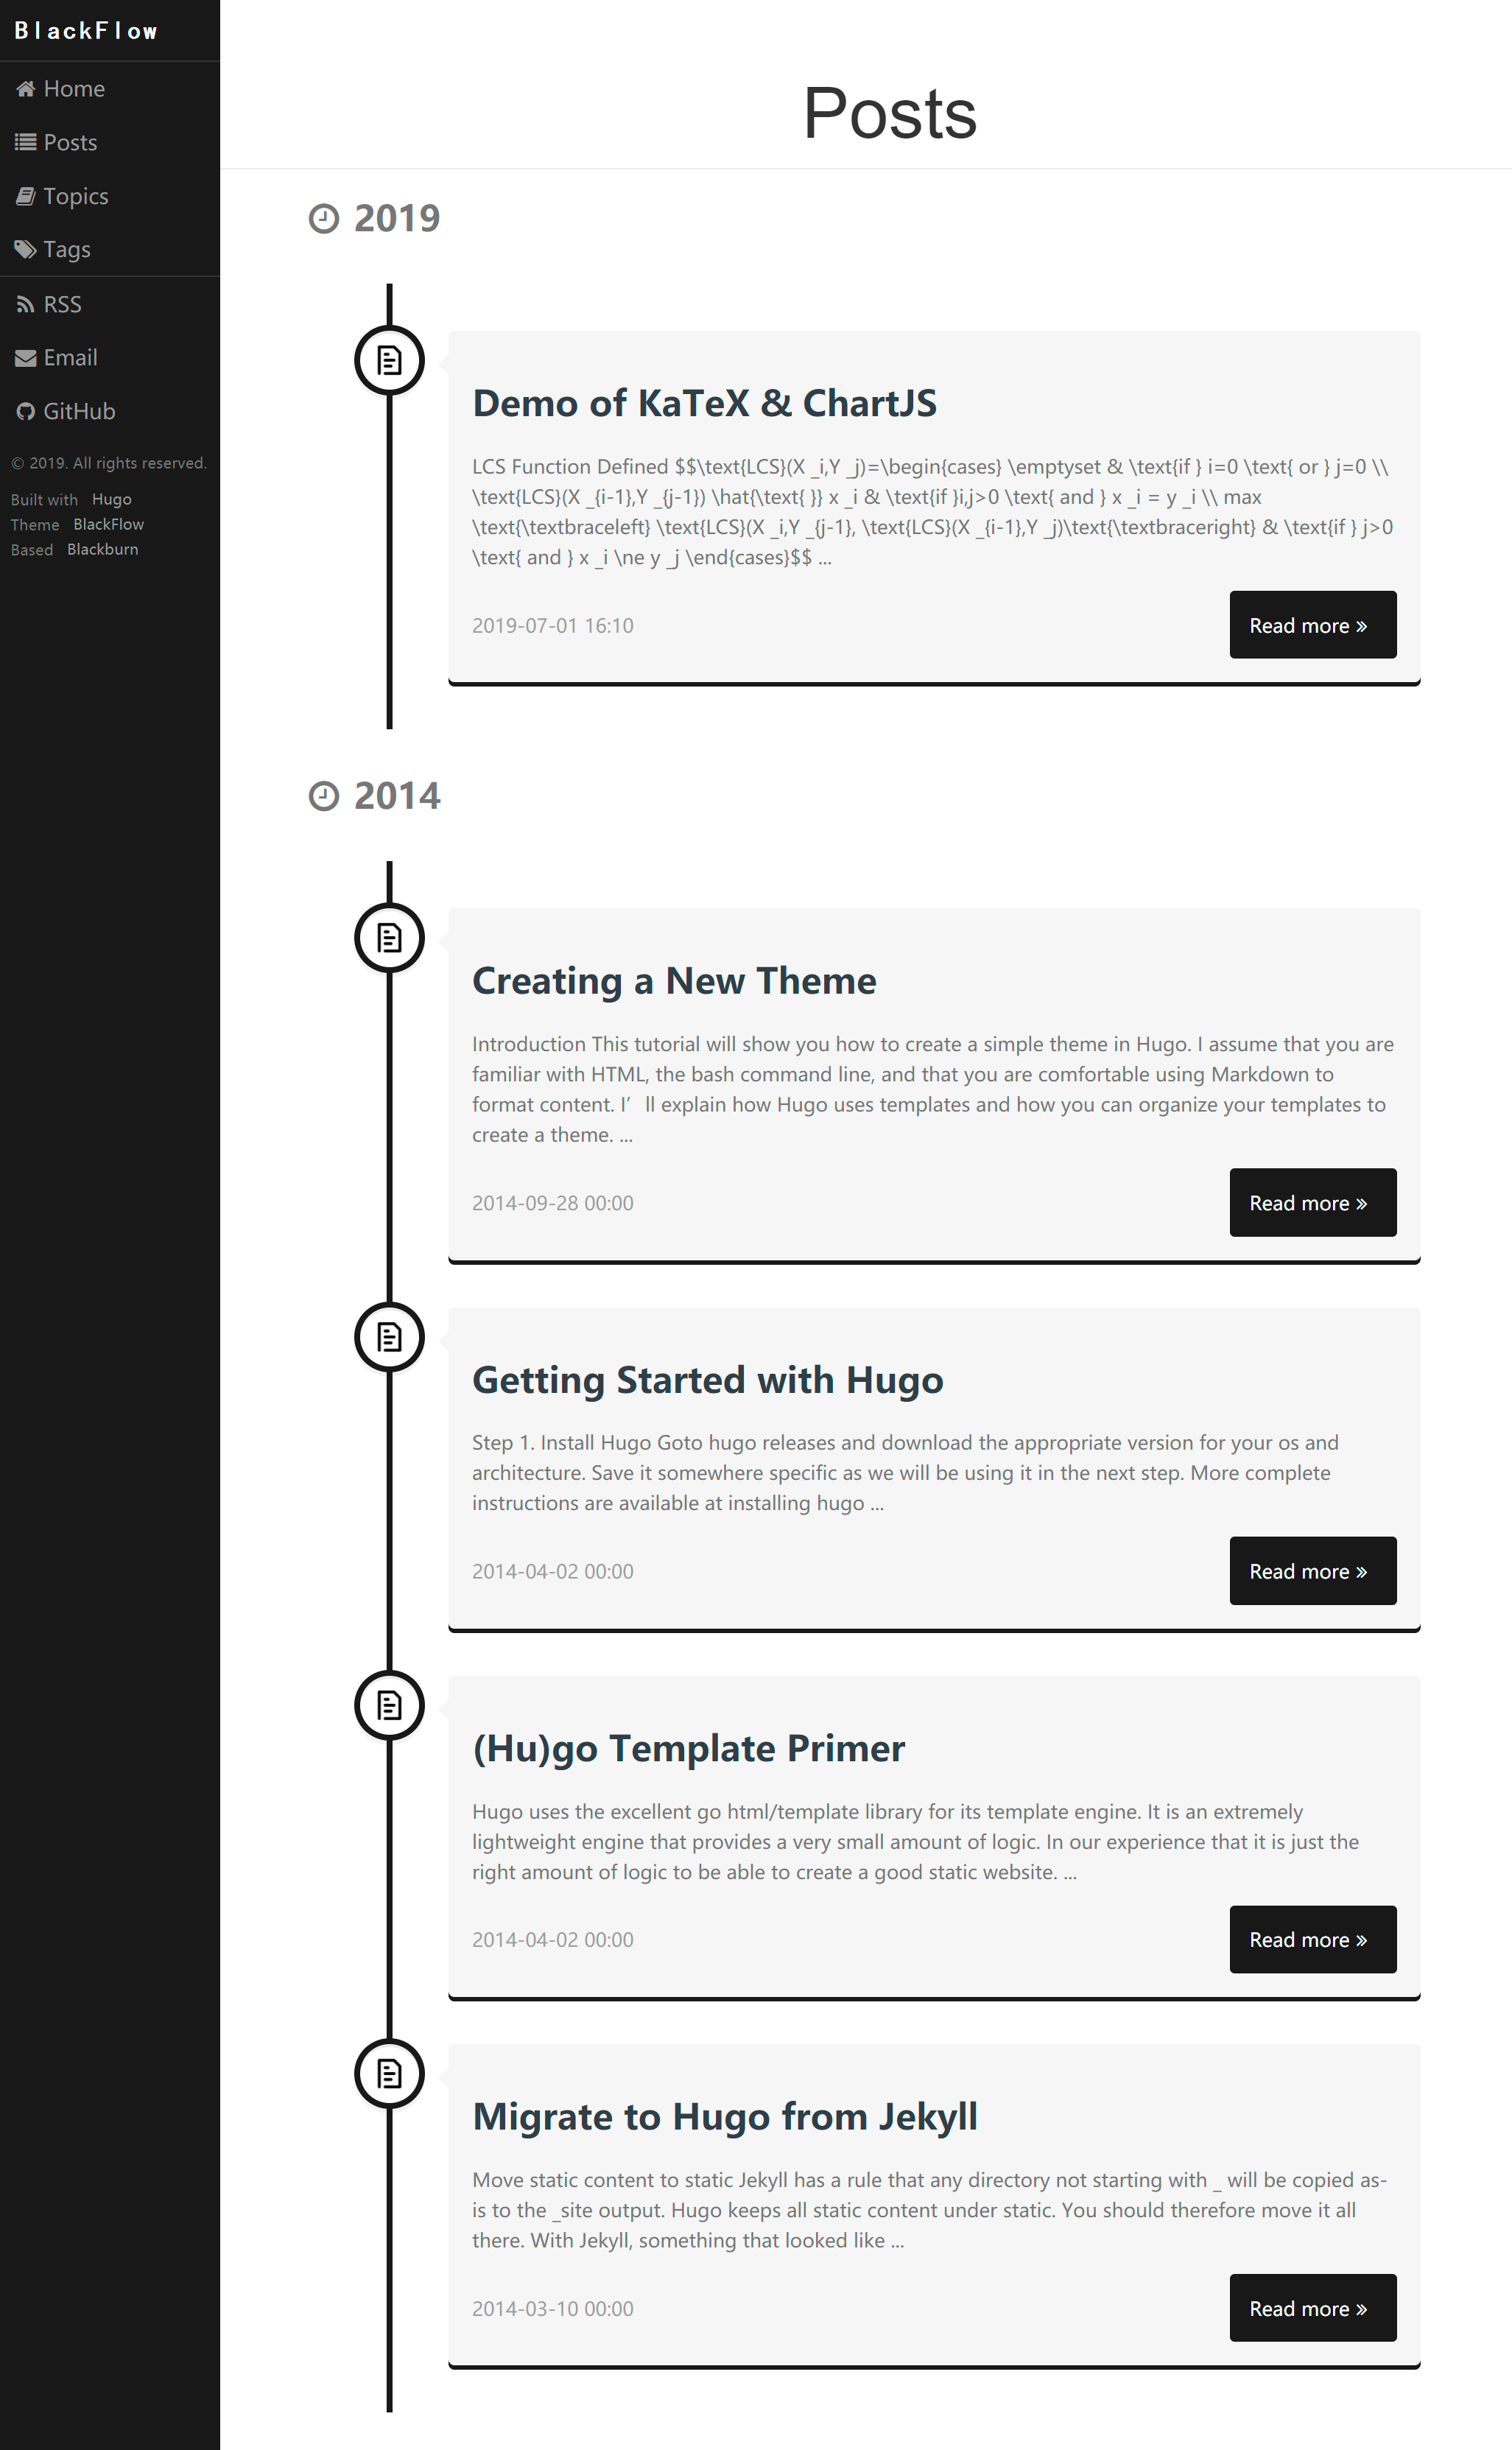 BlackFlow
Home
Posts
Topics
Tags
RSS
Email
GitHub
© 2019. All rights reserved.
Built with Hugo
Theme BlackFlow
Based Blackburn
Posts
2019
Demo of KaTeX & ChartJS
LCS Function Defined $$\text{LCS}(X _i,Y _j)=\begin{cases} \emptyset & \text{if } i=0 \text{ or } j=0 \\
\text{LCS}(X _{i-1},Y _{j-1}) \hat{\text{ }} x _i & \text{if }i,j>0 \text{ and } x _i = y _i \\ max
\text{\textbraceleft} \text{LCS}(X _i,Y _{j-1}, \text{LCS}(X _{i-1},Y _j)\text{\textbraceright} & \text{if } j>0
\text{ and } x _i \ne y _j \end{cases}$$ ...
2019-07-01 16:10
Read more »
2014
Creating a New Theme
Introduction This tutorial will show you how to create a simple theme in Hugo. I assume that you are
familiar with HTML, the bash command line, and that you are comfortable using Markdown to
format content. I’ll explain how Hugo uses templates and how you can organize your templates to
create a theme. ...
2014-09-28 00:00
Read more »
Getting Started with Hugo
Step 1. Install Hugo Goto hugo releases and download the appropriate version for your os and
architecture. Save it somewhere specific as we will be using it in the next step. More complete
instructions are available at installing hugo ...
2014-04-02 00:00
Read more »
(Hu)go Template Primer
Hugo uses the excellent go html/template library for its template engine. It is an extremely
lightweight engine that provides a very small amount of logic. In our experience that it is just the
right amount of logic to be able to create a good static website. ...
2014-04-02 00:00
Read more »
Migrate to Hugo from Jekyll
Move static content to static Jekyll has a rule that any directory not starting with _ will be copied as-
is to the _site output. Hugo keeps all static content under static. You should therefore move it all
there. With Jekyll, something that looked like ...
2014-03-10 00:00
Read more »